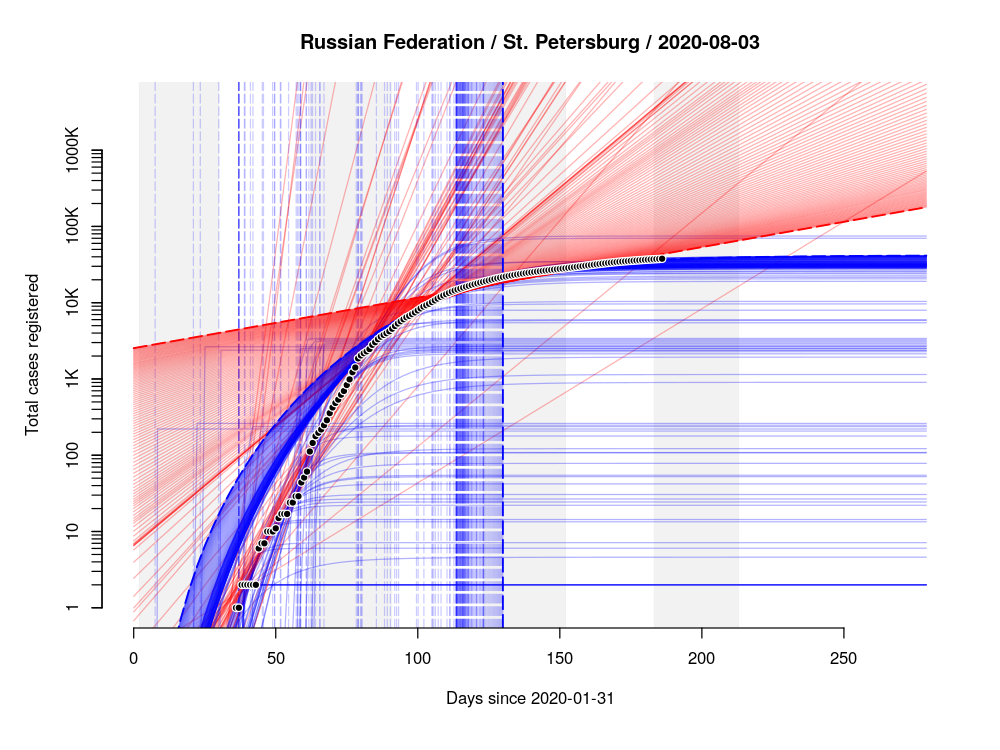 Russian Federation / St. Petersburg / 2020-08-03
Total cases registered
1000K
100K
10K
1K
100
10
1
0 50 100 150 200 250
Days since 2020-01-31